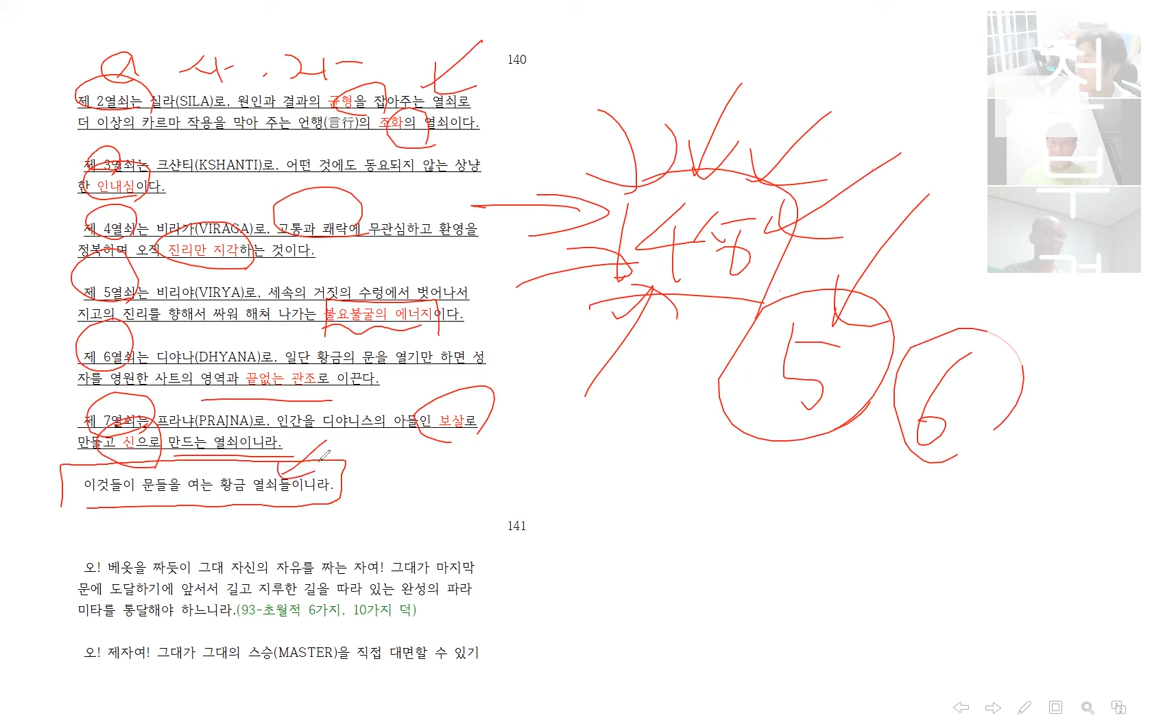 140
제 2열쇠는 실라(SILA)로, 원인과 결과의 균형을 잡아주는 열쇠로
더 이상의 카르마 작용을 막아 주는 언행(言行)의 조화의 열쇠이다.
제 3열쇠는 크샨티(KSHANTI)로, 어떤 것에도 동요되지 않는 상냥
한 인내심이다.
제 4열쇠는 비라가(VIRAGA)로, 고통과 쾌락에 무관심하고 환영을
정복하며 오직 진리만 지각하는 것이다.
제 5열쇠는 비리야(VIRYA)로, 세속의 거짓의 수렁에서 벗어나서
지고의 진리를 향해서 싸워 해쳐 나가는 불요불굴의 에너지이다.
제 6열쇠는 디야나(DHYANA)로, 일단 황금의 문을 열기만 하면 성
자를 영원한 사트의 영역과 끝없는 관조로 이끈다.
제 7열쇠는 프라냐(PRAJNA)로, 인간을 디야니스의 아들인 보살로
만들고 신으로 만드는 열쇠이니라.
이것들이 문들을 여는 황금 열쇠들이니라.
141
오! 베옷을 짜듯이 그대 자신의 자유를 짜는 자여! 그대가 마지막
문에 도달하기에 앞서서 길고 지루한 길을 따라 있는 완성의 파라
미타를 통달해야 하느니라.(93-초월적 6가지, 10가지 덕)
오! 제자여! 그대가 그대의 스승(MASTER)을 직접 대면할 수 있기
5
6